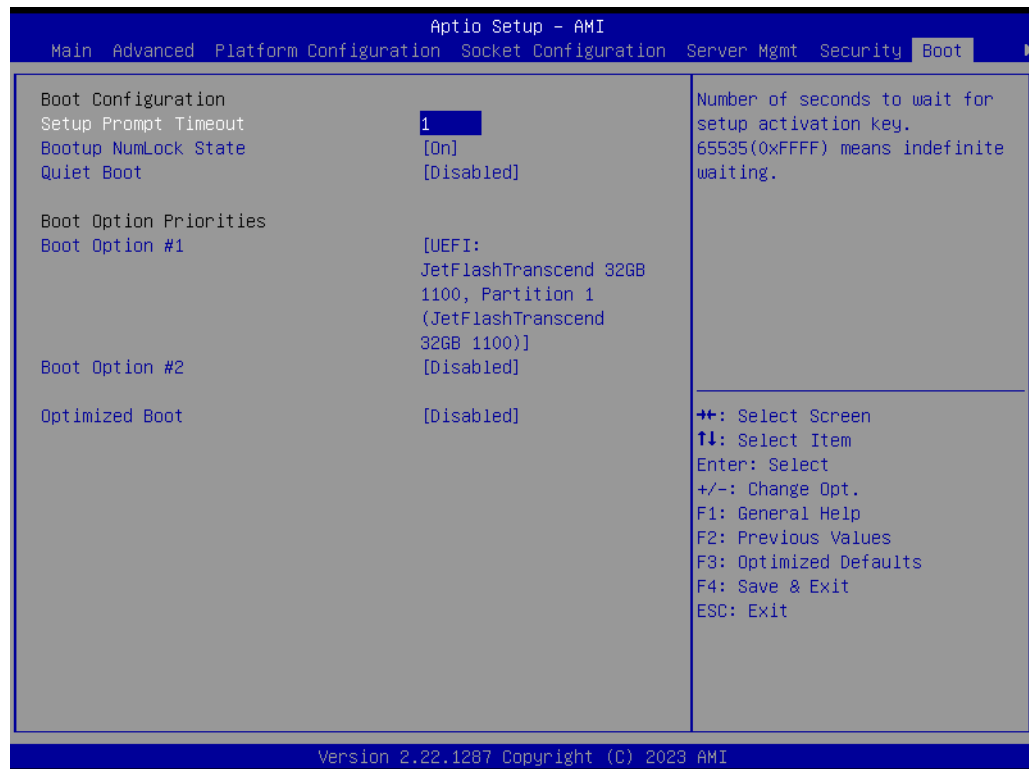 Aptio Setup – AMI
Main Advanced Platform Configuration Socket Configuration Server Mgmt Security Boot
Boot Configuration
Setup Prompt Timeout 1
Bootup NumLock State [On]
Quiet Boot [Disabled]
Boot Option Priorities
Boot Option #1 [UEFI:
JetFlashTranscend 32GB
1100, Partition 1
(JetFlashTranscend
32GB 1100)]
Boot Option #2 [Disabled]
Optimized Boot [Disabled]
Number of seconds to wait for
setup activation key.
65535(0xFFFF) means indefinite
waiting.
→←: Select Screen
↑↓: Select Item
Enter: Select
+/-: Change Opt.
F1: General Help
F2: Previous Values
F3: Optimized Defaults
F4: Save & Exit
ESC: Exit
Version 2.22.1287 Copyright (C) 2023 AMI